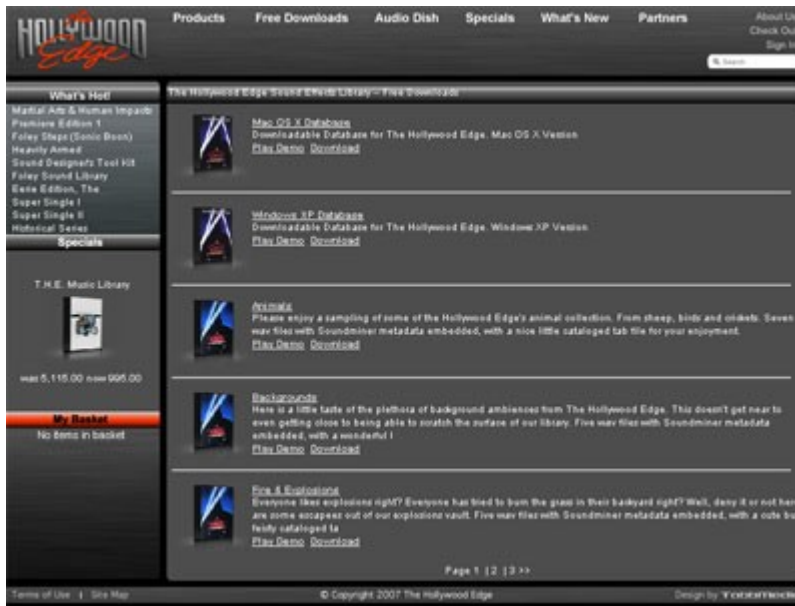 the
HOLLYWOOD
Edge
Products Free Downloads Audio Dish Specials What's New Partners
About Us
Check Out
Sign In
Search
What's Hot!
Martial Arts & Human Impacts
Premiere Edition 1
Foley Steps (Sonic Boom)
Heavily Armed
Sound Designer's Tool Kit
Foley Sound Library
Eerie Edition, The
Super Single I
Super Single II
Historical Series
Specials
T.H.E. Music Library
was 5,115.00 now 995.00
My Basket
No items in basket
The Hollywood Edge Sound Effects Library – Free Downloads
Mac OS X Database
Downloadable Database for The Hollywood Edge. Mac OS X Version
Play Demo Download
Windows XP Database
Downloadable Database for The Hollywood Edge. Windows XP Version.
Play Demo Download
Animals
Please enjoy a sampling of some of the Hollywood Edge's animal collection. From sheep, birds and crickets. Seven
wav files with Soundminer metadata embedded, with a nice little cataloged tab file for your enjoyment.
Play Demo Download
Backgrounds
Here is a little taste of the plethora of background ambiences from The Hollywood Edge. This doesn't get near to
even getting close to being able to scratch the surface of our library. Five wav files with Soundminer metadata
embedded, with a wonderful l
Play Demo Download
Fire & Explosions
Everyone likes explosions right? Everyone has tried to burn the grass in their backyard right? Well, deny it or not here
are some escapees out of our explosions vault. Five wav files with Soundminer metadata embedded, with a cute but
feisty cataloged ta
Play Demo Download
Page 1 | 2 | 3 >>
Terms of Use | Site Map
© Copyright 2007 The Hollywood Edge
Design by